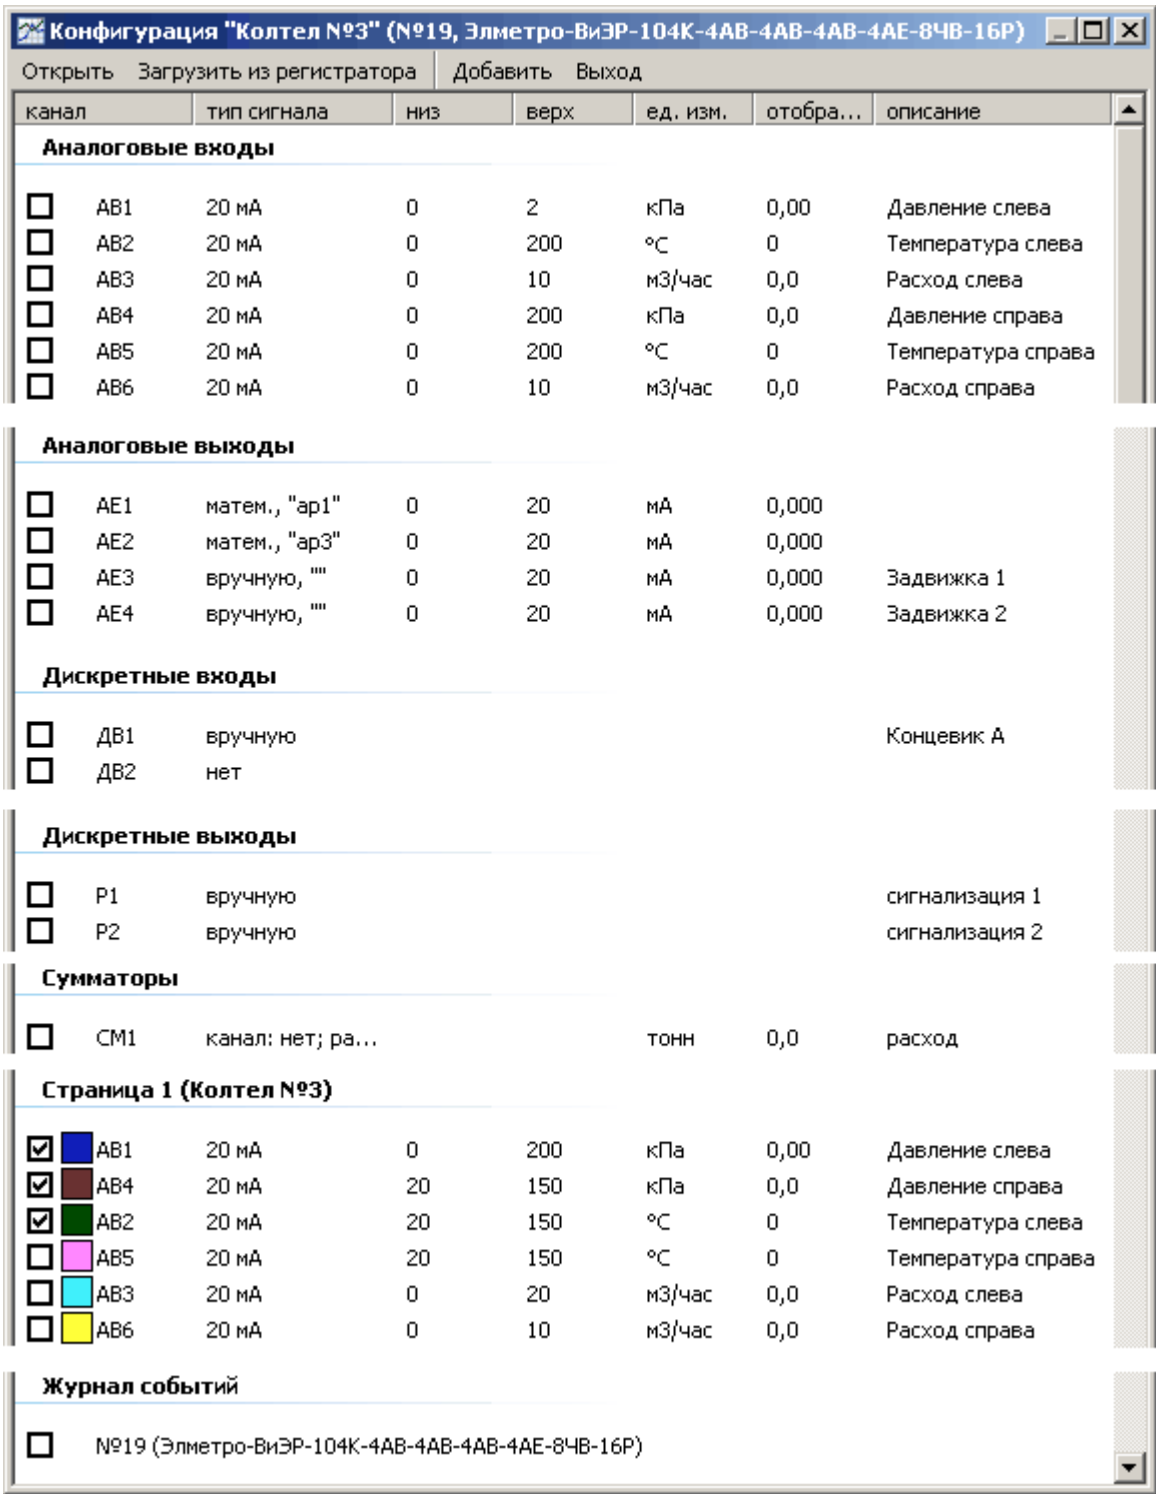 Конфигурация "Колтел №3" (№19, Элметро-ВиЭР-104К-4АВ-4АВ-4АВ-4АЕ-8ЧВ-16Р)
Открыть Загрузить из регистратора Добавить Выход
канал тип сигнала низ верх ед. изм. отобра... описание
Аналоговые входы
АВ1 20 мА 0 2 кПа 0,00 Давление слева
АВ2 20 мА 0 200 °С 0 Температура слева
АВ3 20 мА 0 10 м3/час 0,0 Расход слева
АВ4 20 мА 0 200 кПа 0,0 Давление справа
АВ5 20 мА 0 200 °С 0 Температура справа
АВ6 20 мА 0 10 м3/час 0,0 Расход справа
Аналоговые выходы
АЕ1 матем., "ар1" 0 20 мА 0,000
АЕ2 матем., "ар3" 0 20 мА 0,000
АЕ3 вручную, "" 0 20 мА 0,000 Задвижка 1
АЕ4 вручную, "" 0 20 мА 0,000 Задвижка 2
Дискретные входы
ДВ1 вручную Концевик А
ДВ2 нет
Дискретные выходы
Р1 вручную сигнализация 1
Р2 вручную сигнализация 2
Сумматоры
СМ1 канал: нет; ра... тонн 0,0 расход
Страница 1 (Колтел №3)
АВ1 20 мА 0 200 кПа 0,00 Давление слева
АВ4 20 мА 20 150 кПа 0,0 Давление справа
АВ2 20 мА 20 150 °С 0 Температура слева
АВ5 20 мА 20 150 °С 0 Температура справа
АВ3 20 мА 0 20 м3/час 0,0 Расход слева
АВ6 20 мА 0 10 м3/час 0,0 Расход справа
Журнал событий
№19 (Элметро-ВиЭР-104К-4АВ-4АВ-4АВ-4АЕ-8ЧВ-16Р)